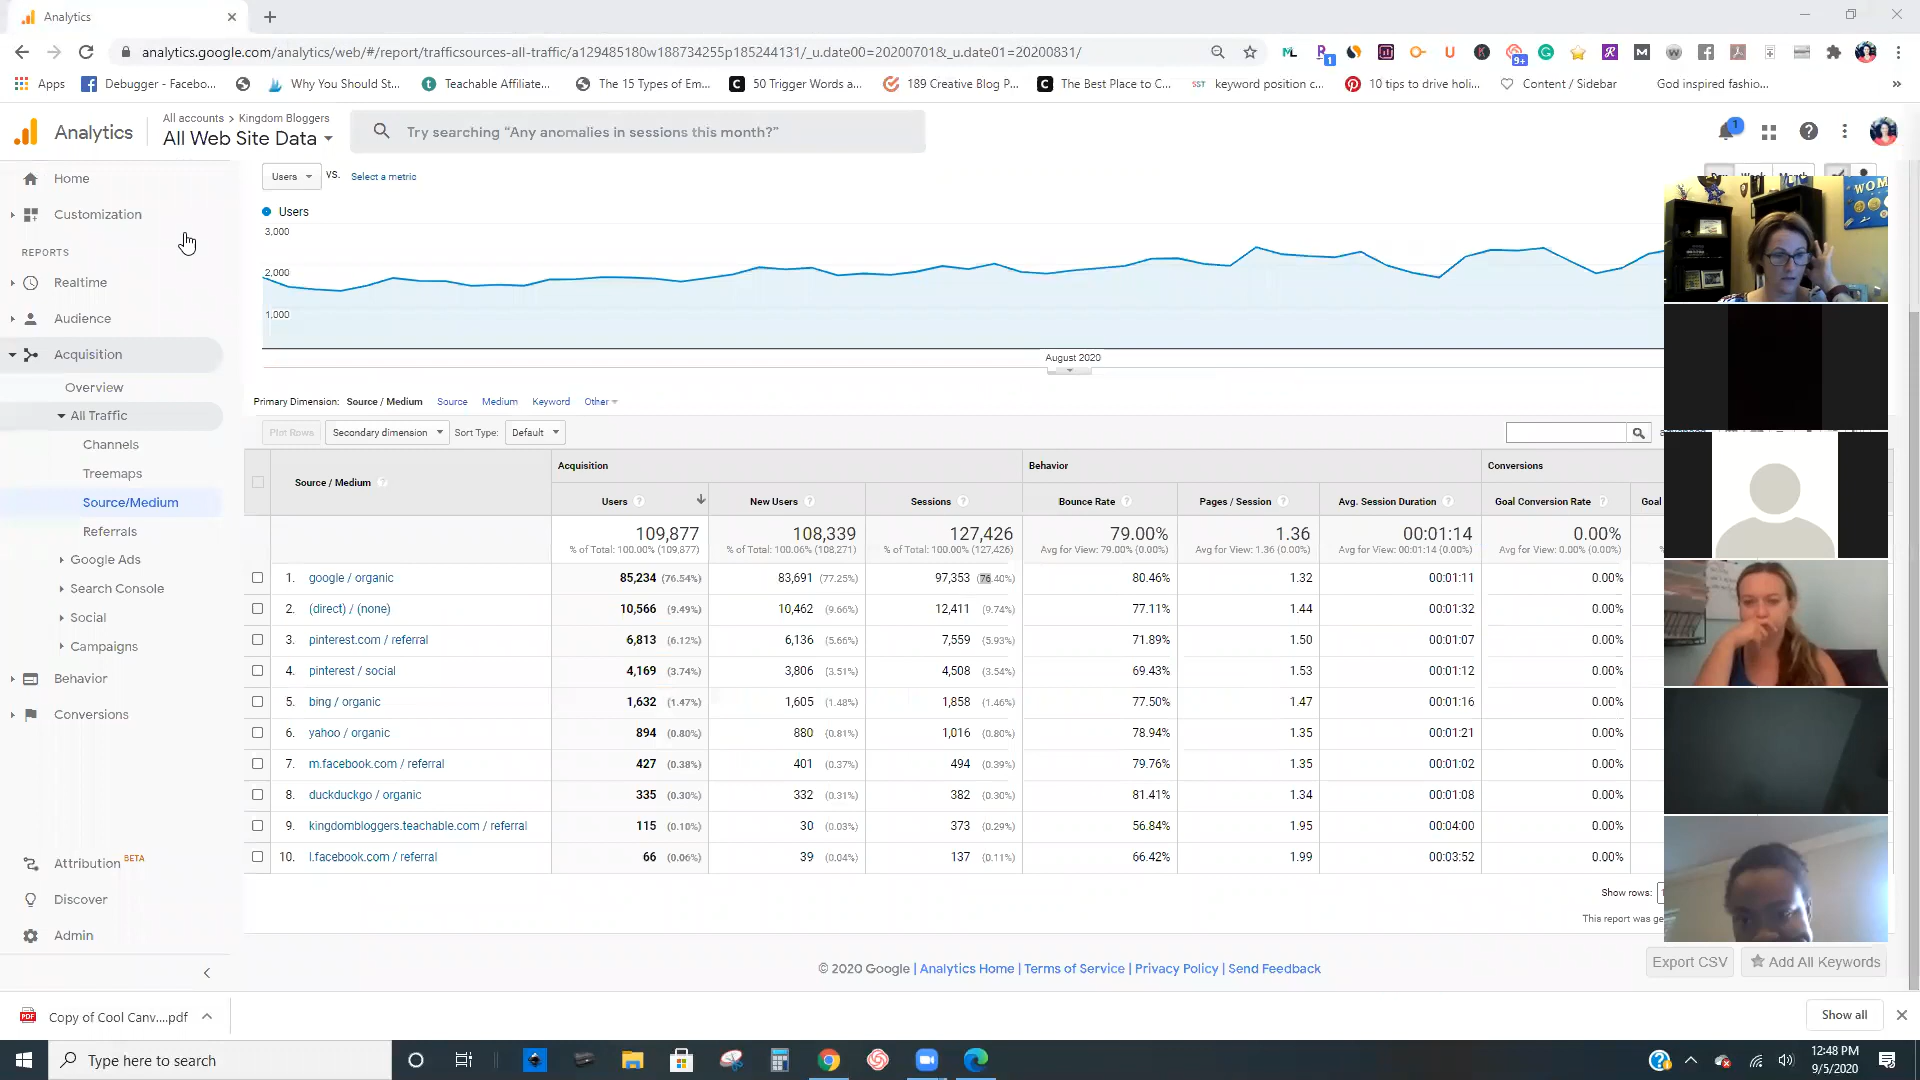 Analytics
analytics.google.com/analytics/web/#/report/trafficsources-all-traffic/a129485180w188734255p185244131/_u.date00=20200701&_u.date01=20200831/
Apps Debugger - Facebo... Why You Should St... Teachable Affiliate... The 15 Types of Em... 50 Trigger Words a... 189 Creative Blog P... The Best Place to C... SST keyword position c... 10 tips to drive holi... Content / Sidebar God inspired fashio... »
Analytics
All accounts > Kingdom Bloggers
All Web Site Data
Try searching “Any anomalies in sessions this month?”
1
Home
Customization
REPORTS
Realtime
Audience
Acquisition
Overview
All Traffic
Channels
Treemaps
Source/Medium
Referrals
Google Ads
Search Console
Social
Campaigns
Behavior
Conversions
Attribution BETA
Discover
Admin
Users VS. Select a metric
Users
3,000
2,000
1,000
August 2020
Primary Dimension: Source / Medium Source Medium Keyword Other
Plot Rows Secondary dimension Sort Type: Default
Source / Medium Acquisition Behavior Conversions
Users New Users Sessions Bounce Rate Pages / Session Avg. Session Duration Goal Conversion Rate Goal
109,877 108,339 127,426 79.00% 1.36 00:01:14 0.00%
% of Total: 100.00% (109,877) % of Total: 100.06% (108,271) % of Total: 100.00% (127,426) Avg for View: 79.00% (0.00%) Avg for View: 1.36 (0.00%) Avg for View: 00:01:14 (0.00%) Avg for View: 0.00% (0.00%)
1. google / organic 85,234 (76.54%) 83,691 (77.25%) 97,353 (76.40%) 80.46% 1.32 00:01:11 0.00%
2. (direct) / (none) 10,566 (9.49%) 10,462 (9.66%) 12,411 (9.74%) 77.11% 1.44 00:01:32 0.00%
3. pinterest.com / referral 6,813 (6.12%) 6,136 (5.66%) 7,559 (5.93%) 71.89% 1.50 00:01:07 0.00%
4. pinterest / social 4,169 (3.74%) 3,806 (3.51%) 4,508 (3.54%) 69.43% 1.53 00:01:12 0.00%
5. bing / organic 1,632 (1.47%) 1,605 (1.48%) 1,858 (1.46%) 77.50% 1.47 00:01:16 0.00%
6. yahoo / organic 894 (0.80%) 880 (0.81%) 1,016 (0.80%) 78.94% 1.35 00:01:21 0.00%
7. m.facebook.com / referral 427 (0.38%) 401 (0.37%) 494 (0.39%) 79.76% 1.35 00:01:02 0.00%
8. duckduckgo / organic 335 (0.30%) 332 (0.31%) 382 (0.30%) 81.41% 1.34 00:01:08 0.00%
9. kingdombloggers.teachable.com / referral 115 (0.10%) 30 (0.03%) 373 (0.29%) 56.84% 1.95 00:04:00 0.00%
10. l.facebook.com / referral 66 (0.06%) 39 (0.04%) 137 (0.11%) 66.42% 1.99 00:03:52 0.00%
Show rows:
This report was ge
© 2020 Google | Analytics Home | Terms of Service | Privacy Policy | Send Feedback
Export CSV Add All Keywords
WOM
Copy of Cool Canv....pdf
Show all
Type here to search
12:48 PM
9/5/2020